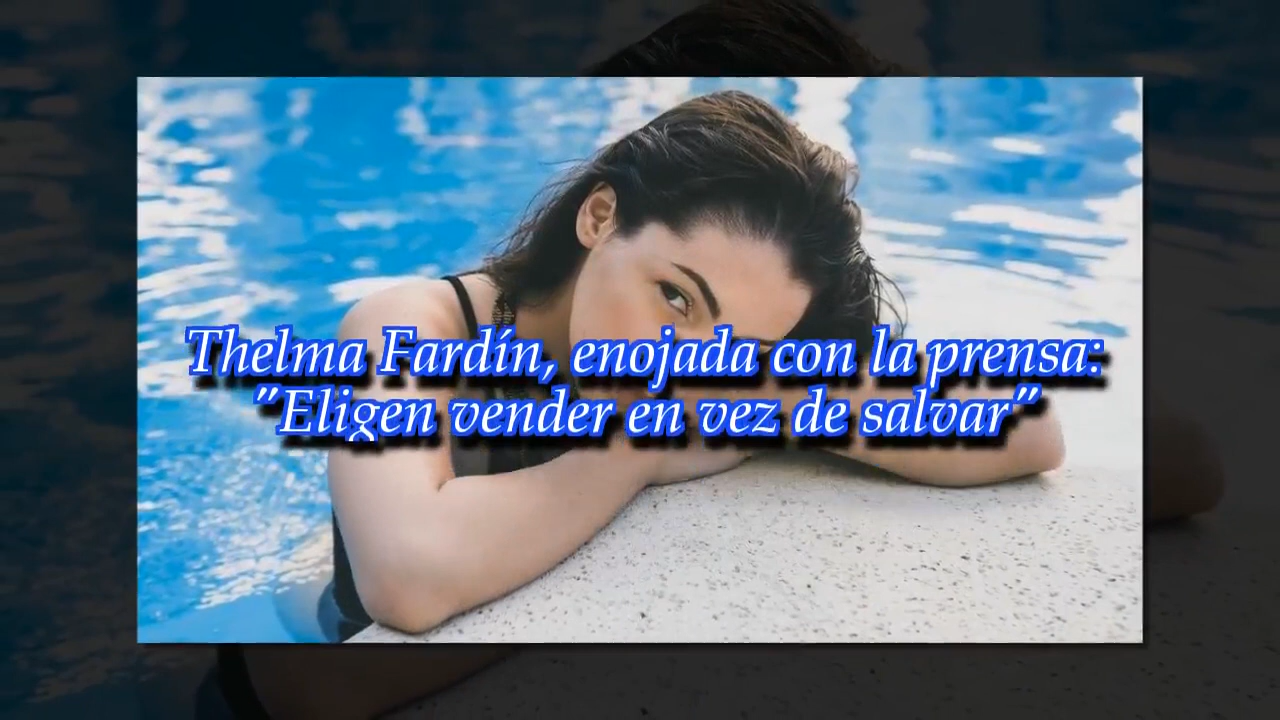 Thelma Fardín, enojada con la prensa:
"Eligen vender en vez de salvar"